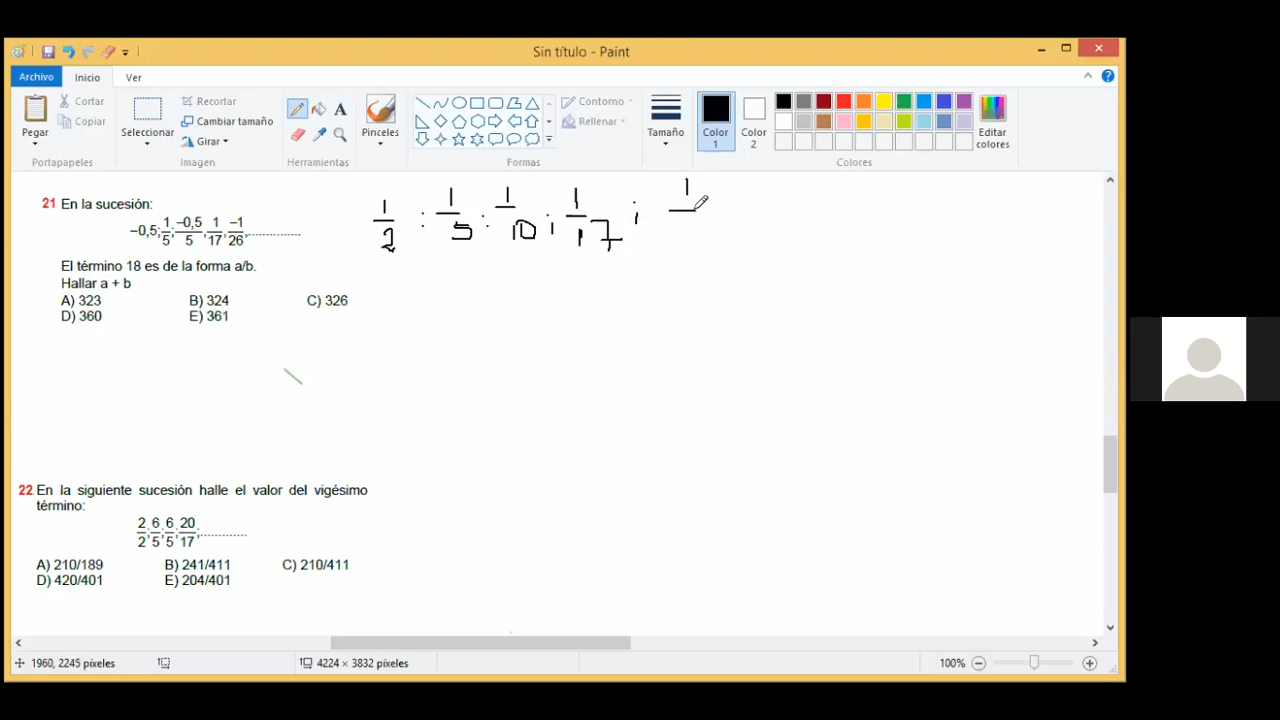 Sin título - Paint
Archivo Inicio Ver
Pegar
Cortar
Copiar
Portapapeles
Seleccionar
Recortar
Cambiar tamaño
Girar
Imagen
A
Herramientas
Pinceles
Contorno
Rellenar
Formas
Tamaño
Color 1
Color 2
Editar colores
Colores
21 En la sucesión:
−0,5; 1/5; −0,5/5; 1/17; −1/26; ...............
El término 18 es de la forma a/b.
Hallar a + b
A) 323 B) 324 C) 326
D) 360 E) 361
1/2 ; 1/5 ; 1/10 ; 1/17 ; 1
22 En la siguiente sucesión halle el valor del vigésimo
término:
2/2; 6/5; 6/5; 20/17; .............
A) 210/189 B) 241/411 C) 210/411
D) 420/401 E) 204/401
1960, 2245 píxeles 4224 × 3832 píxeles 100%